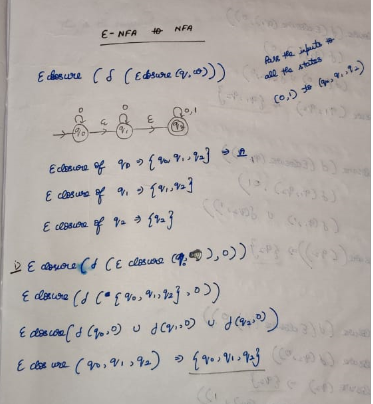 E-NFA to NFA
Pass the inputs to
all the states
(0,1) to (q0,q1,q2)
E closure ( δ ( E closure (q, x)))
0 0 0,1
q0 ε q1 E q2
E closure of q0 → {q0, q1, q2} →
E closure of q1 → {q1, q2}
E closure of q2 → {q2}
1) E closure ( δ ( E closure (q0), 0))
E closure ( δ ( {q0, q1, q2}, 0))
E closure ( δ (q0,0) ∪ δ (q1,0) ∪ δ (q2,0))
E closure (q0, q1, q2) ⇒ {q0, q1, q2}